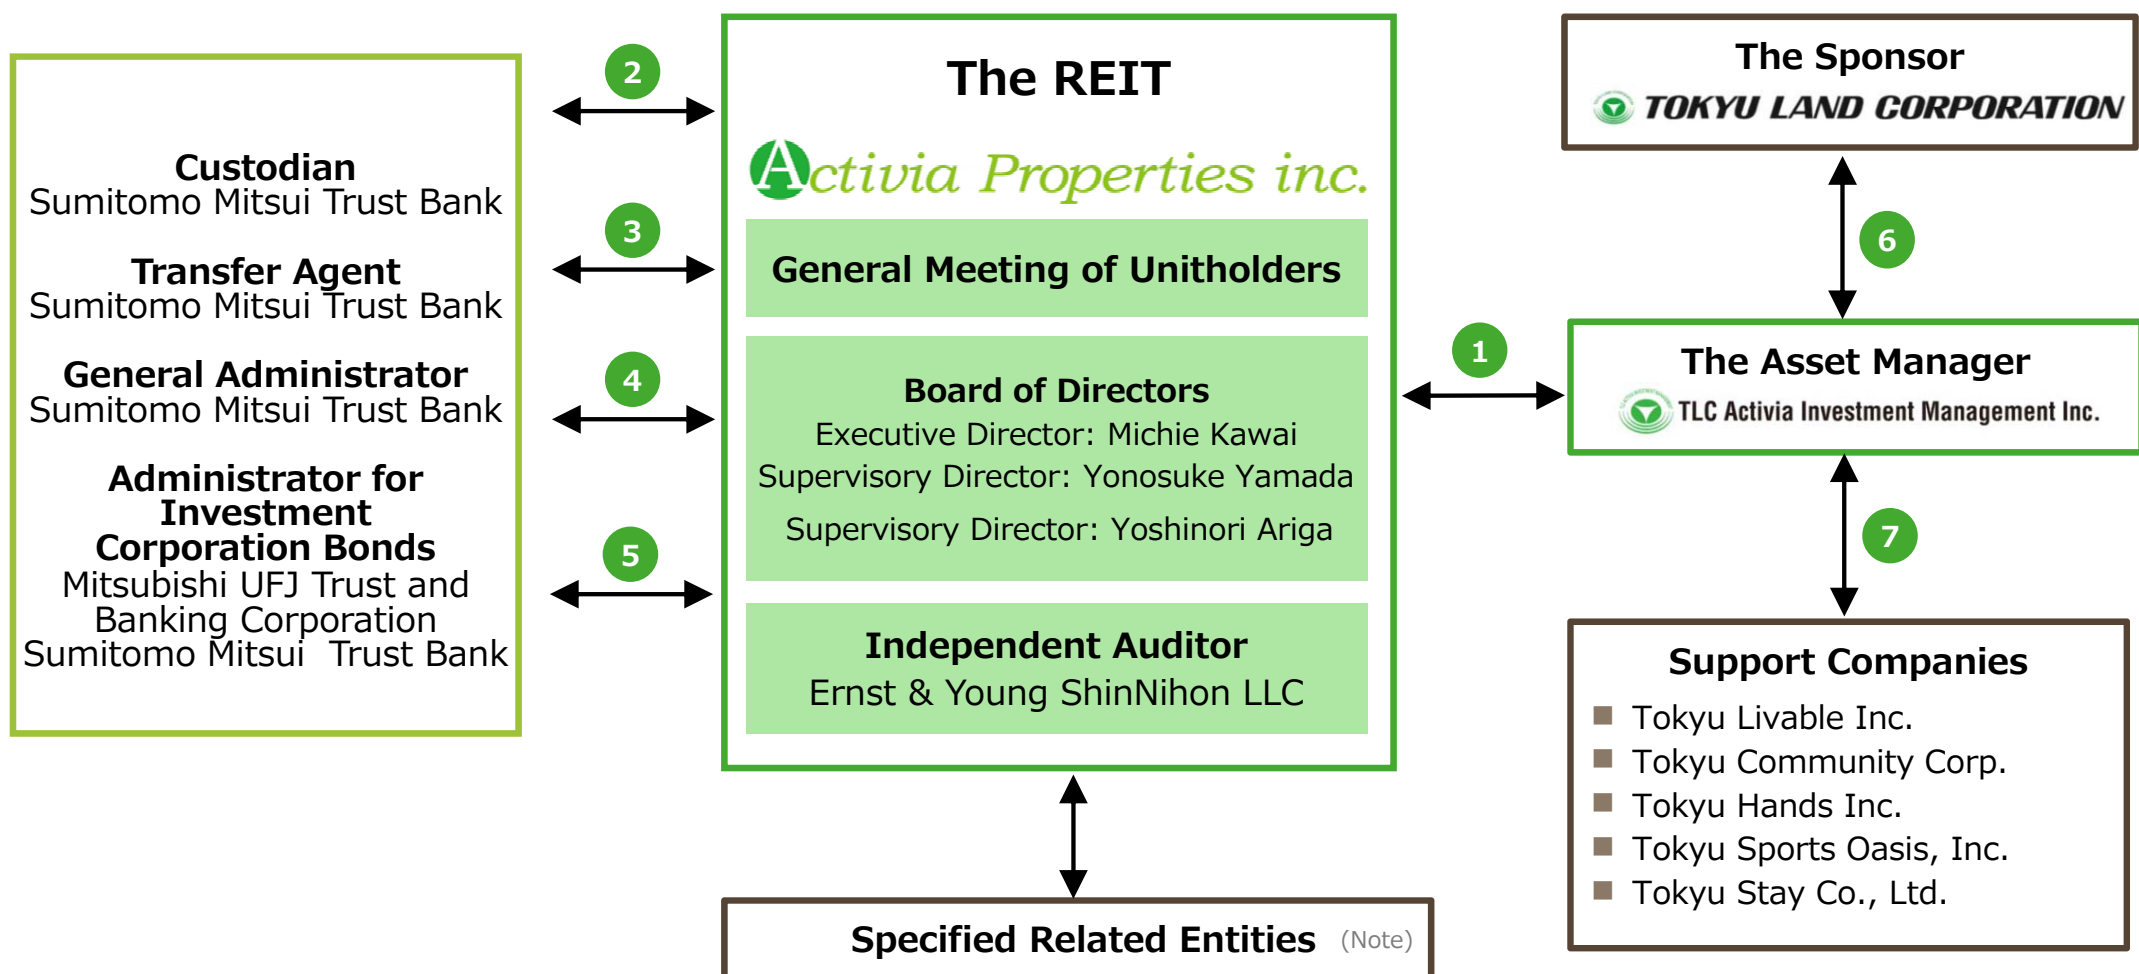 Custodian
Sumitomo Mitsui Trust Bank
Transfer Agent
Sumitomo Mitsui Trust Bank
General Administrator
Sumitomo Mitsui Trust Bank
Administrator for
Investment
Corporation Bonds
Mitsubishi UFJ Trust and
Banking Corporation
Sumitomo Mitsui Trust Bank
2
3
4
5
The REIT
Activia Properties inc.
General Meeting of Unitholders
Board of Directors
Executive Director: Michie Kawai
Supervisory Director: Yonosuke Yamada
Supervisory Director: Yoshinori Ariga
Independent Auditor
Ernst & Young ShinNihon LLC
Specified Related Entities (Note)
1
The Sponsor
TOKYU LAND CORPORATION
6
The Asset Manager
TLC Activia Investment Management Inc.
7
Support Companies
Tokyu Livable Inc.
Tokyu Community Corp.
Tokyu Hands Inc.
Tokyu Sports Oasis, Inc.
Tokyu Stay Co., Ltd.